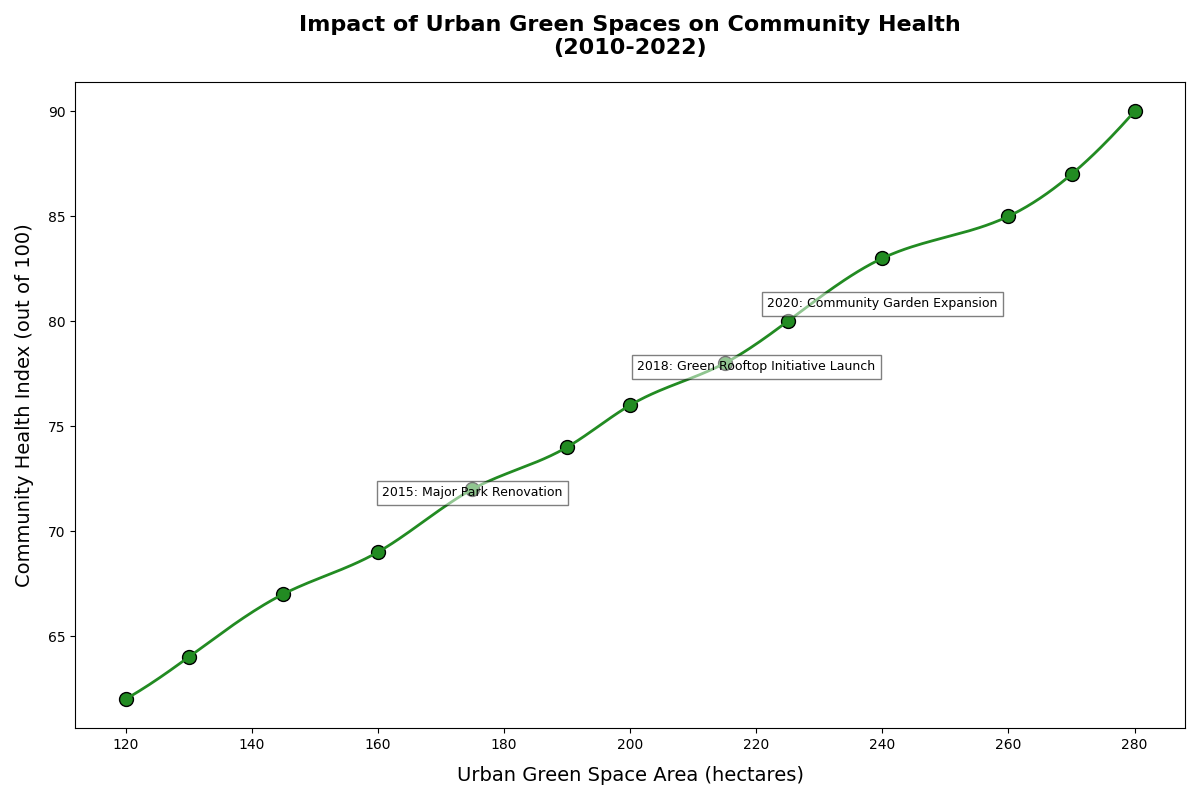 Impact of Urban Green Spaces on Community Health
(2010-2022)
Community Health Index (out of 100)
90
85
80
75
70
65
2020: Community Garden Expansion
2018: Green Rooftop Initiative Launch
2015: Major Park Renovation
120
140
160
180
200
220
240
260
280
Urban Green Space Area (hectares)